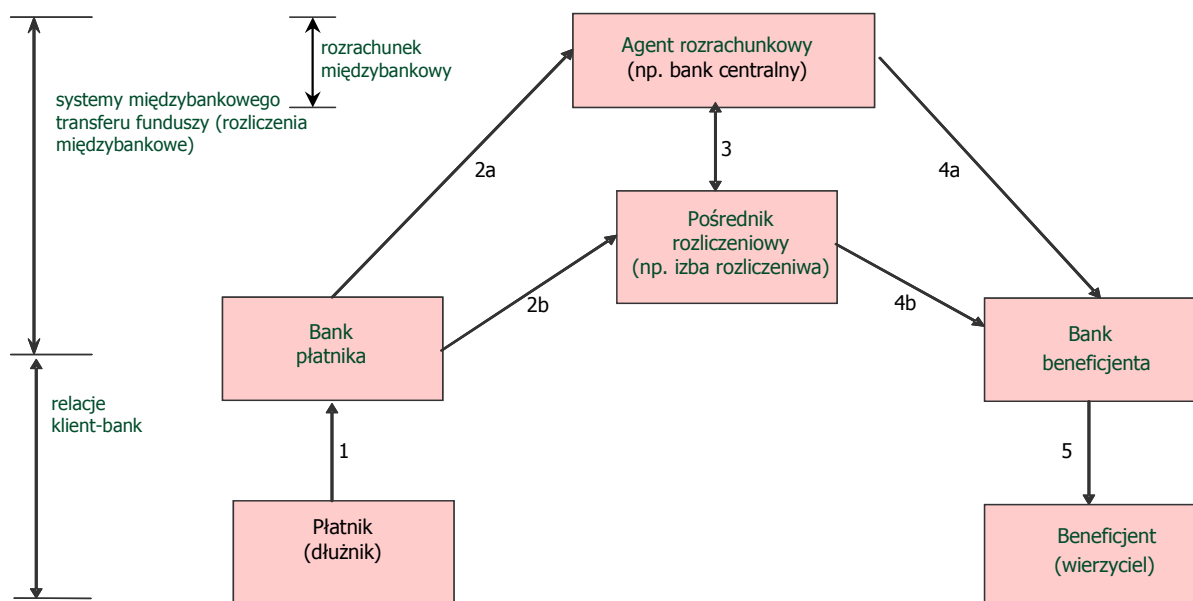 rozrachunek
międzybankowy
systemy międzybankowego
transferu funduszy (rozliczenia
międzybankowe)
Agent rozrachunkowy
(np. bank centralny)
2a
3
4a
Pośrednik
rozliczeniowy
(np. izba rozliczeniwa)
2b
4b
Bank
płatnika
Bank
beneficjenta
relacje
klient-bank
1
5
Płatnik
(dłużnik)
Beneficjent
(wierzyciel)